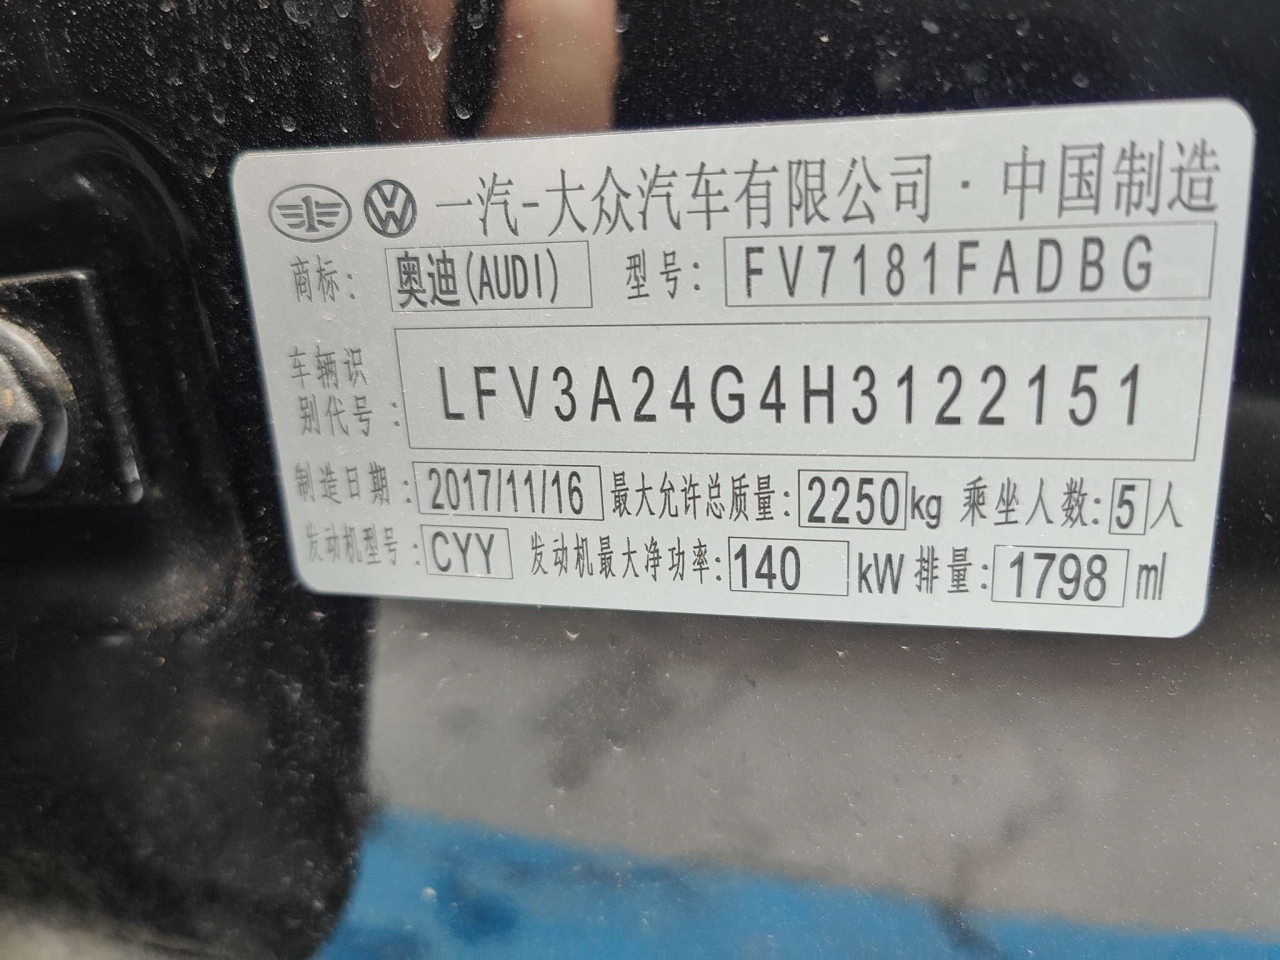 一汽-大众汽车有限公司·中国制造
商标: 奥迪(AUDI) 型号: FV7181FADBG
车辆识别代号: LFV3A24G4H3122151
制造日期: 2017/11/16 最大允许总质量: 2250kg 乘坐人数: 5人
发动机型号: CYY 发动机最大净功率: 140 kW 排量: 1798 ml